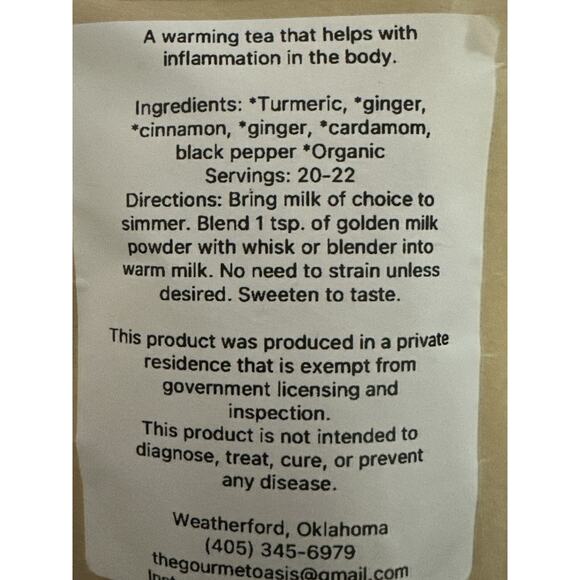 A warming tea that helps with
inflammation in the body.
Ingredients: *Turmeric, *ginger,
*cinnamon, *ginger, *cardamom,
black pepper *Organic
Servings: 20-22
Directions: Bring milk of choice to
simmer. Blend 1 tsp. of golden milk
powder with whisk or blender into
warm milk. No need to strain unless
desired. Sweeten to taste.
This product was produced in a private
residence that is exempt from
government licensing and
inspection.
This product is not intended to
diagnose, treat, cure, or prevent
any disease.
Weatherford, Oklahoma
(405) 345-6979
thegourmetoasis@gmail.com